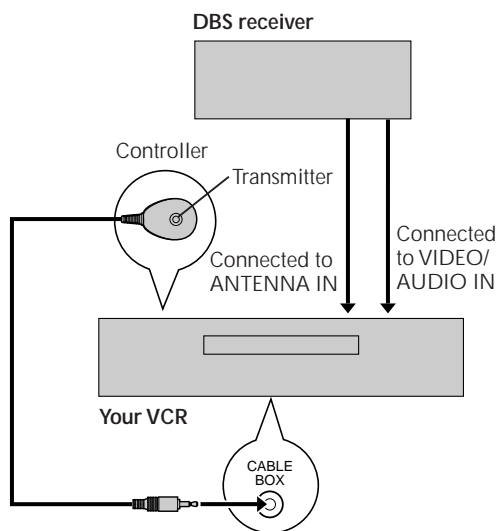 DBS receiver
Controller
Transmitter
Connected to
ANTENNA IN
Connected
to VIDEO/
AUDIO IN
Your VCR
CABLE
BOX